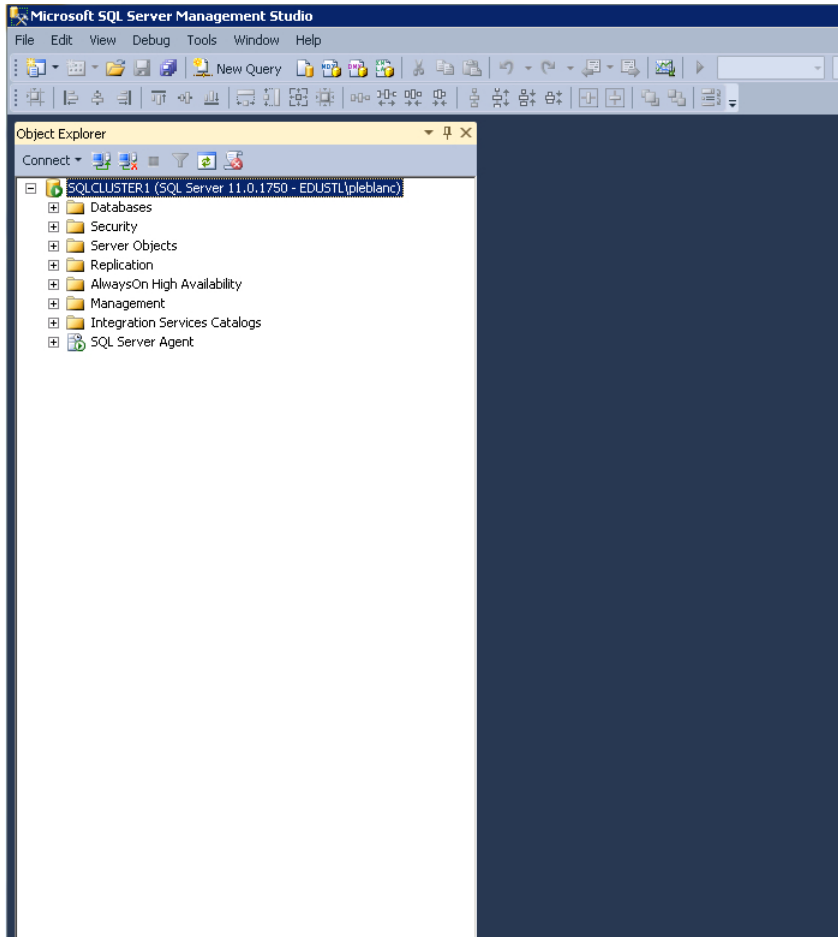 Microsoft SQL Server Management Studio
File Edit View Debug Tools Window Help
New Query
Object Explorer
Connect
SQLCLUSTER1 (SQL Server 11.0.1750 - EDUSTL\pleblanc)
Databases
Security
Server Objects
Replication
AlwaysOn High Availability
Management
Integration Services Catalogs
SQL Server Agent